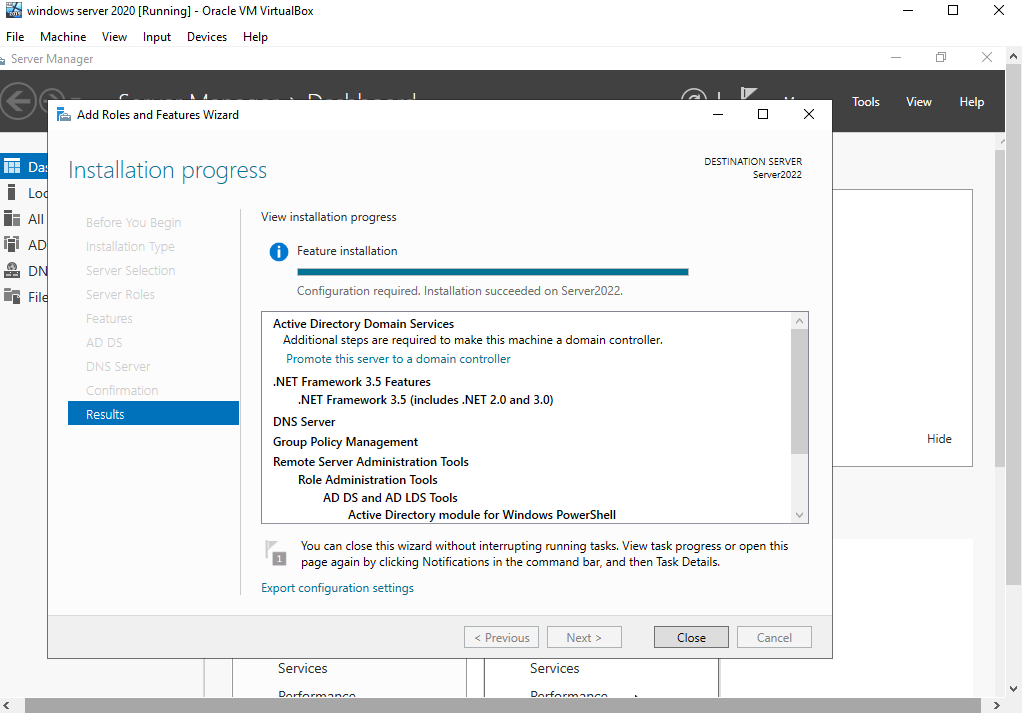 windows server 2020 [Running] - Oracle VM VirtualBox
File Machine View Input Devices Help
Server Manager
Server Manager Dashboard
Tools View Help
Add Roles and Features Wizard
Installation progress
DESTINATION SERVER
Server2022
Das
Loc
All
AD
DN
File
Before You Begin
Installation Type
Server Selection
Server Roles
Features
AD DS
DNS Server
Confirmation
Results
View installation progress
Feature installation
Configuration required. Installation succeeded on Server2022.
Active Directory Domain Services
Additional steps are required to make this machine a domain controller.
Promote this server to a domain controller
.NET Framework 3.5 Features
.NET Framework 3.5 (includes .NET 2.0 and 3.0)
DNS Server
Group Policy Management
Remote Server Administration Tools
Role Administration Tools
AD DS and AD LDS Tools
Active Directory module for Windows PowerShell
Hide
1
You can close this wizard without interrupting running tasks. View task progress or open this
page again by clicking Notifications in the command bar, and then Task Details.
Export configuration settings
< Previous Next > Close Cancel
Services Services
Performance Performance